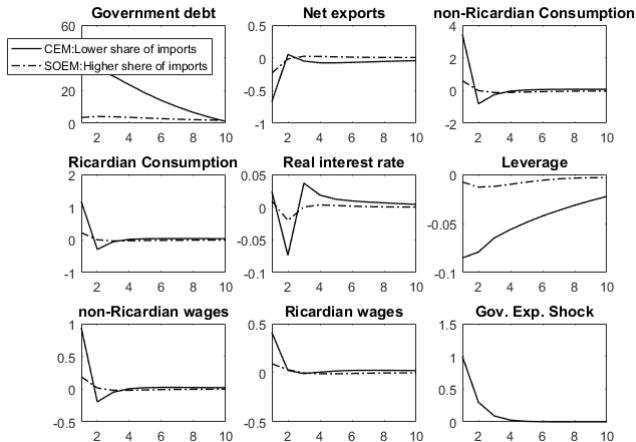 Government debt
Net exports
non-Ricardian Consumption
60
40
20
0
2 4 6 8 10
CEM:Lower share of imports
SOEM:Higher shere of imports
0.5
0
-0.5
-1
2 4 6 8 10
4
2
0
-2
2 4 6 8 10
Ricardian Consumption
Real interest rate
Leverage
2
1
0
-1
2 4 6 8 10
0.05
0
-0.05
-0.1
2 4 6 8 10
0
-0.05
-0.1
2 4 6 8 10
non-Ricardian wages
Ricardian wages
Gov. Exp. Shock
1
0.5
0
-0.5
2 4 6 8 10
0.5
0
-0.5
2 4 6 8 10
1.5
1
0.5
0
2 4 6 8 10